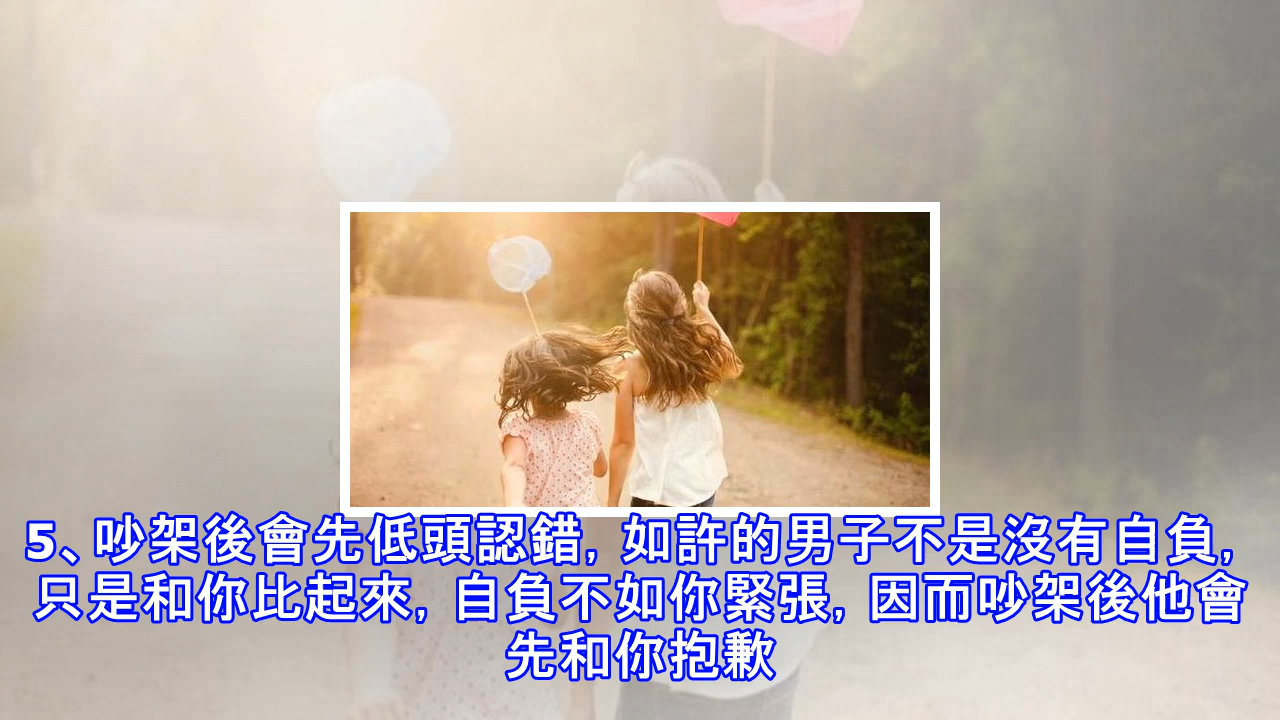 5、吵架後會先低頭認錯, 如許的男子不是沒有自負,
只是和你比起來, 自負不如你緊張, 因而吵架後他會
先和你抱歉